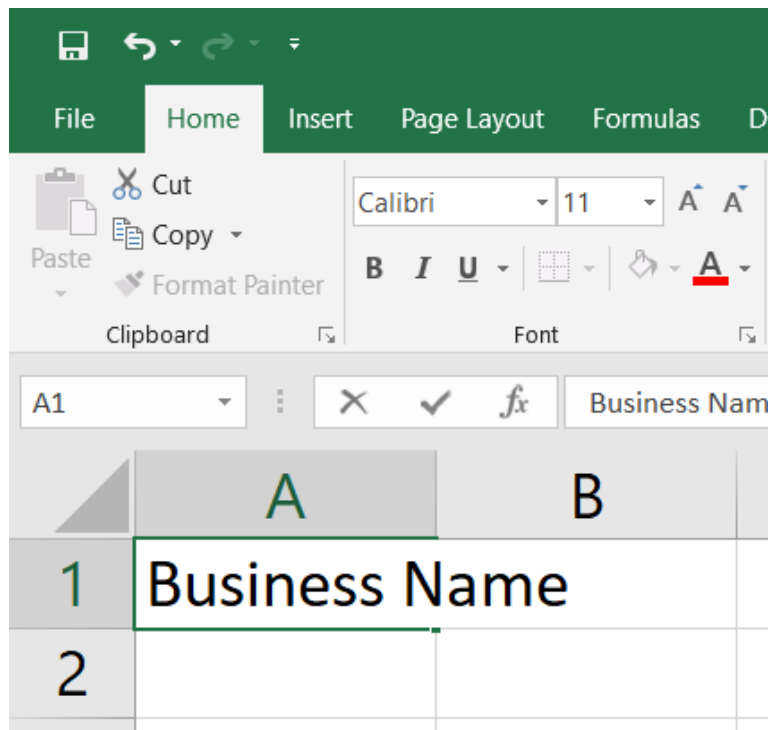 File Home Insert Page Layout Formulas D
Cut
Calibri 11 A A
Copy
Paste
B I U A
Format Painter
Clipboard Font
A1 fx Business Nam
A B
1 Business Name
2